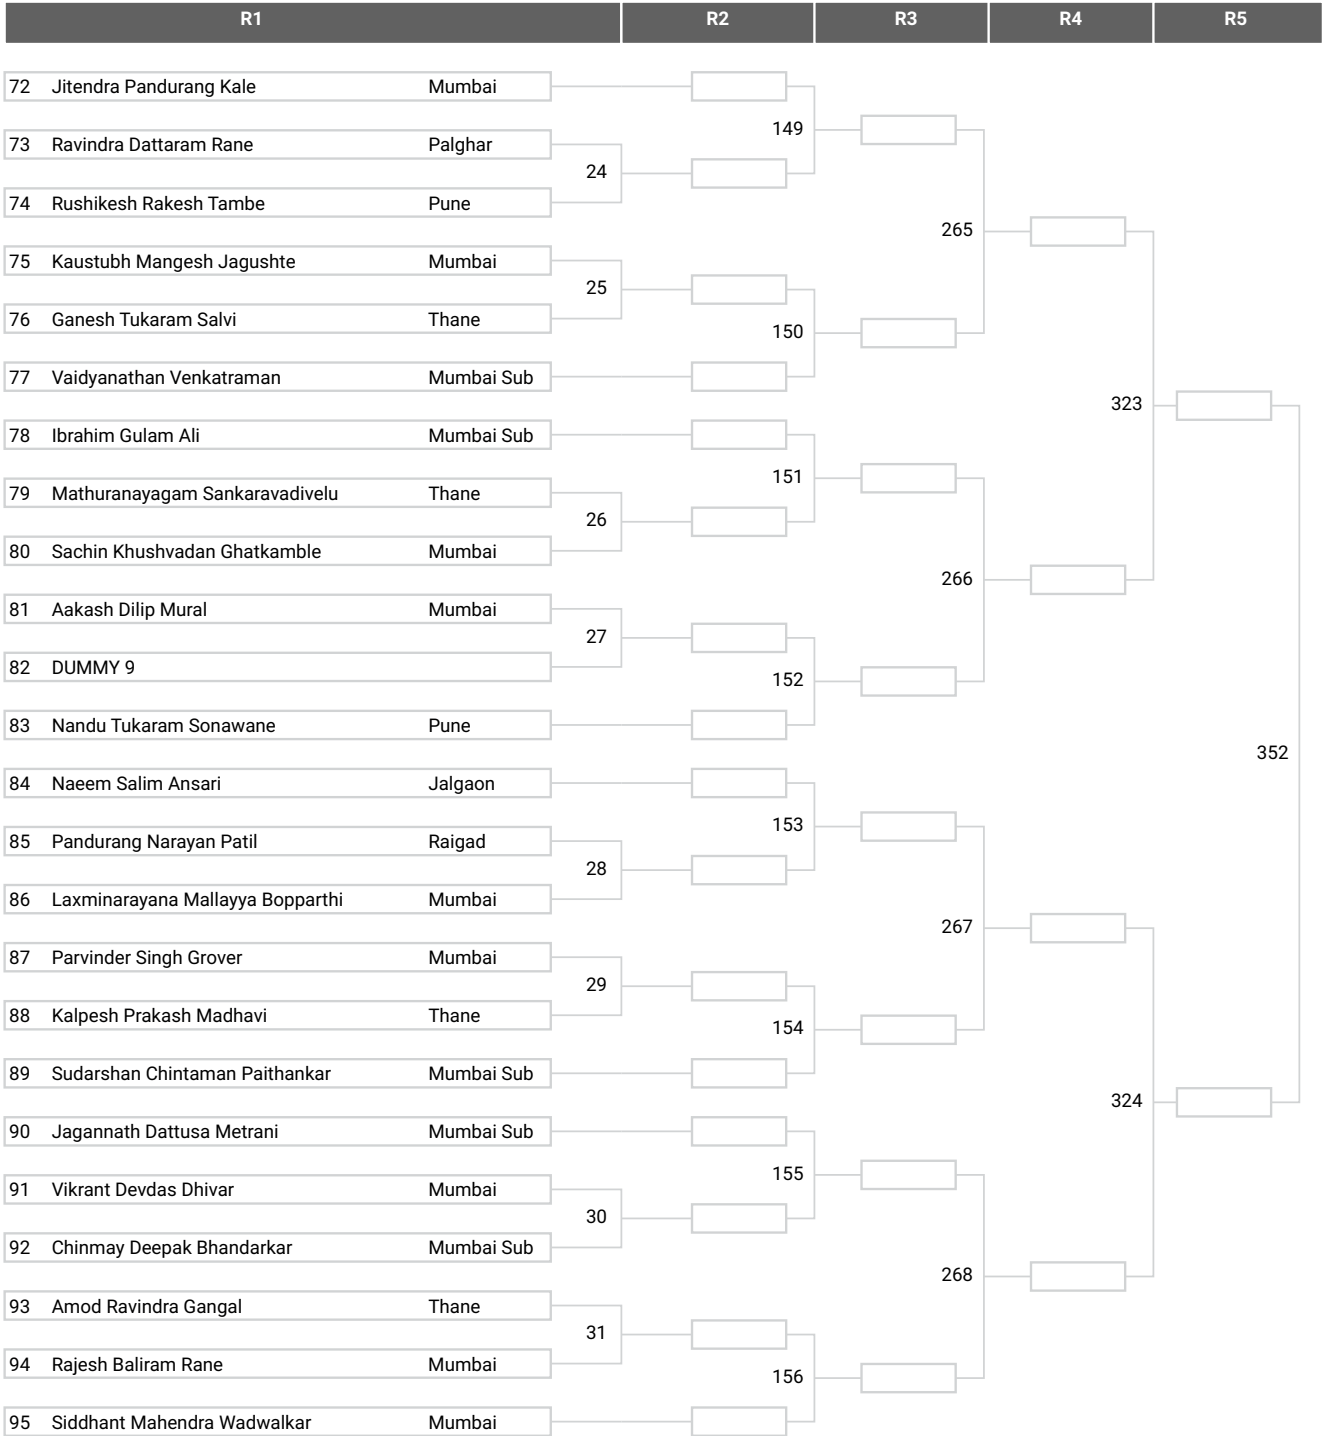 R1 R2 R3 R4 R5
72 Jitendra Pandurang Kale Mumbai
149
73 Ravindra Dattaram Rane Palghar
24
74 Rushikesh Rakesh Tambe Pune
265
75 Kaustubh Mangesh Jagushte Mumbai
25
76 Ganesh Tukaram Salvi Thane
150
77 Vaidyanathan Venkatraman Mumbai Sub
323
78 Ibrahim Gulam Ali Mumbai Sub
151
79 Mathuranayagam Sankaravadivelu Thane
26
80 Sachin Khushvadan Ghatkamble Mumbai
266
81 Aakash Dilip Mural Mumbai
27
82 DUMMY 9
152
83 Nandu Tukaram Sonawane Pune
352
84 Naeem Salim Ansari Jalgaon
153
85 Pandurang Narayan Patil Raigad
28
86 Laxminarayana Mallayya Bopparthi Mumbai
267
87 Parvinder Singh Grover Mumbai
29
88 Kalpesh Prakash Madhavi Thane
154
89 Sudarshan Chintaman Paithankar Mumbai Sub
324
90 Jagannath Dattusa Metrani Mumbai Sub
155
91 Vikrant Devdas Dhivar Mumbai
30
92 Chinmay Deepak Bhandarkar Mumbai Sub
268
93 Amod Ravindra Gangal Thane
31
94 Rajesh Baliram Rane Mumbai
156
95 Siddhant Mahendra Wadwalkar Mumbai